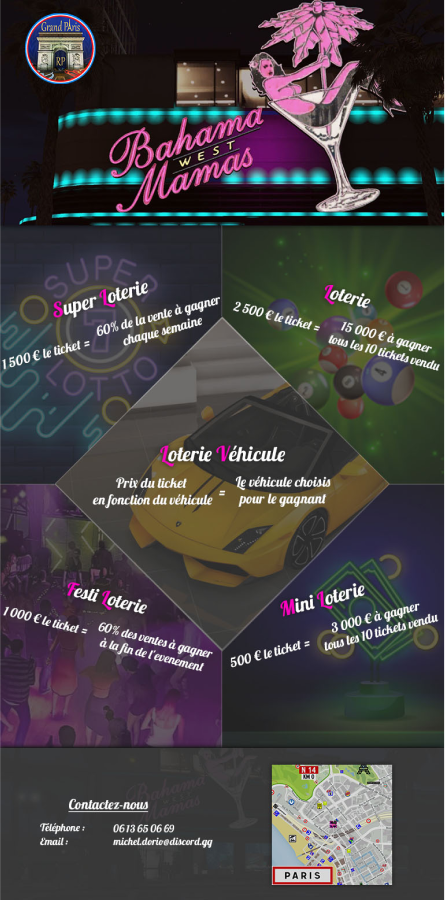 Grand PAris
RP
Bahama
WEST
Mamas
SUPER
LOTTO
Super Loterie
1 500 € le ticket =
60% de la vente à gagner
chaque semaine
Loterie
2 500 € le ticket =
15 000 € à gagner
tous les 10 tickets vendu
Loterie Véhicule
Prix du ticket
en fonction du véhicule
=
Le véhicule choisis
pour le gagnant
Testi Loterie
1 000 € le ticket =
60% des ventes à gagner
à la fin de l'evenement
Mini Loterie
500 € le ticket =
3 000 € à gagner
tous les 10 tickets vendu
Contactez-nous
Téléphone : 06 13 65 06 69
Email : michel.dorio@discord.gg
N 14
KM 0
PARIS